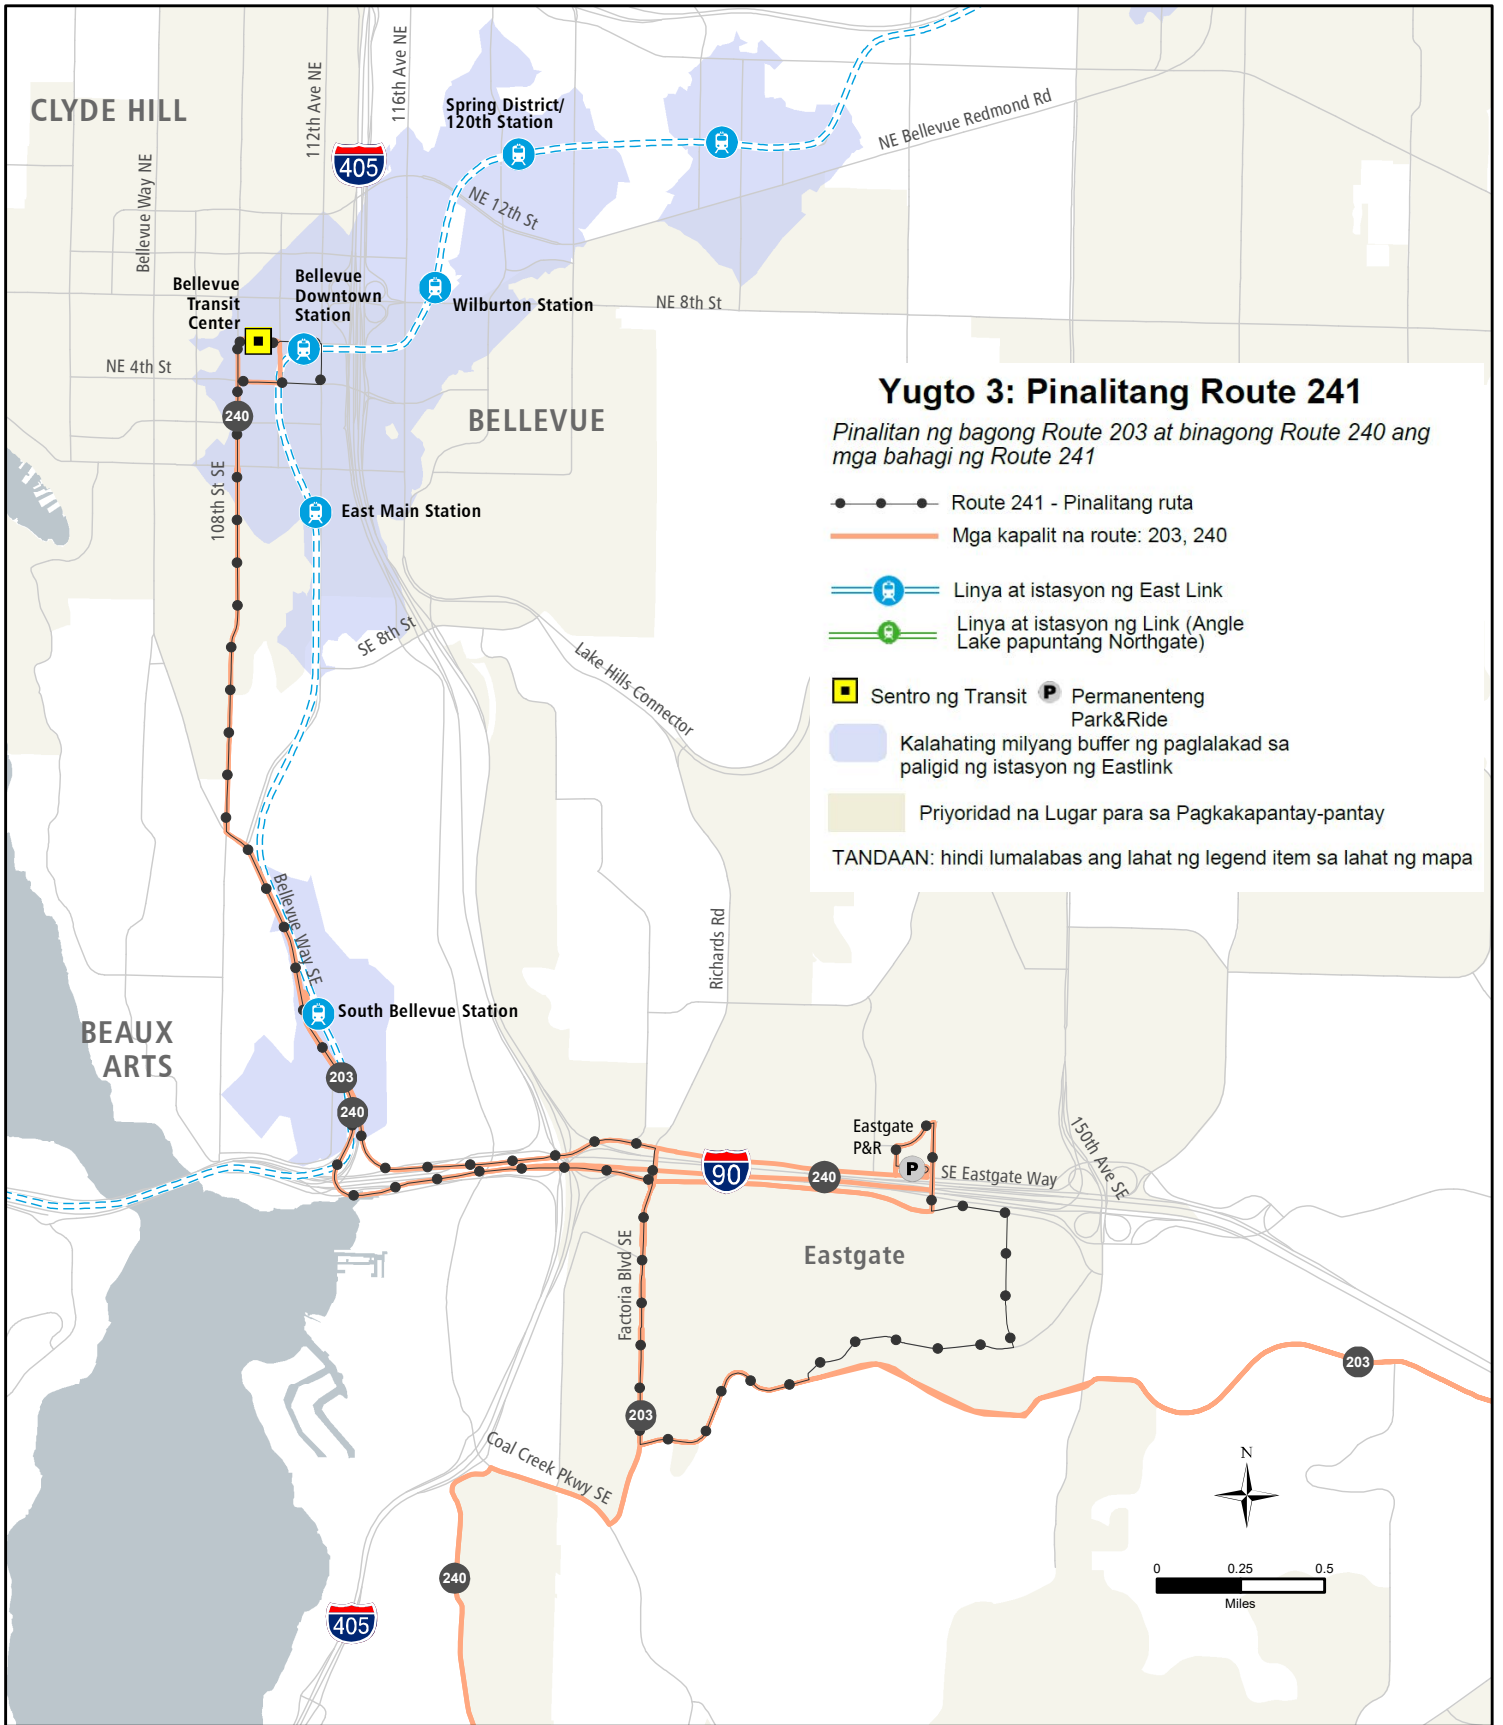 CLYDE HILL
Bellevue Way NE
112th Ave NE
116th Ave NE
405
Spring District/
120th Station
NE Bellevue Redmond Rd
NE 12th St
Bellevue
Transit
Center
Bellevue
Downtown
Station
Wilburton Station
NE 8th St
NE 4th St
240
BELLEVUE
108th St SE
East Main Station
SE 8th St
Lake Hills Connector
Yugto 3: Pinalitang Route 241
Pinalitan ng bagong Route 203 at binagong Route 240 ang
mga bahagi ng Route 241
Route 241 - Pinalitang ruta
Mga kapalit na route: 203, 240
Linya at istasyon ng East Link
Linya at istasyon ng Link (Angle
Lake papuntang Northgate)
Sentro ng Transit
P
Permanenteng
Park&Ride
Kalahating milyang buffer ng paglalakad sa
paligid ng istasyon ng Eastlink
Priyoridad na Lugar para sa Pagkakapantay-pantay
TANDAAN: hindi lumalabas ang lahat ng legend item sa lahat ng mapa
Bellevue Way SE
Richards Rd
South Bellevue Station
BEAUX
ARTS
203
240
Eastgate
P&R
P
90
240
SE Eastgate Way
150th Ave SE
Factoria Blvd SE
Eastgate
203
203
Coal Creek Pkwy SE
240
405
N
0 0.25 0.5
Miles